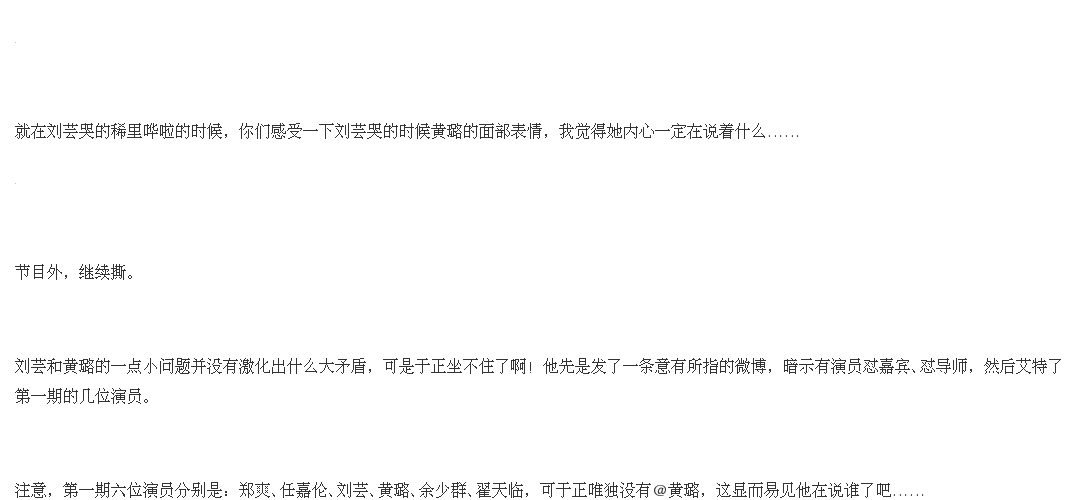 就在刘芸哭的稀里哗啦的时候，你们感受一下刘芸哭的时候黄璐的面部表情，我觉得她内心一定在说着什么……
节目外，继续撕。
刘芸和黄璐的一点小问题并没有激化出什么大矛盾，可是于正坐不住了啊！他先是发了一条意有所指的微博，暗示有演员怼嘉宾、怼导师，然后艾特了
第一期的几位演员。
注意，第一期六位演员分别是：郑爽、任嘉伦、刘芸、黄璐、余少群、翟天临，可于正唯独没有@黄璐，这显而易见他在说谁了吧……